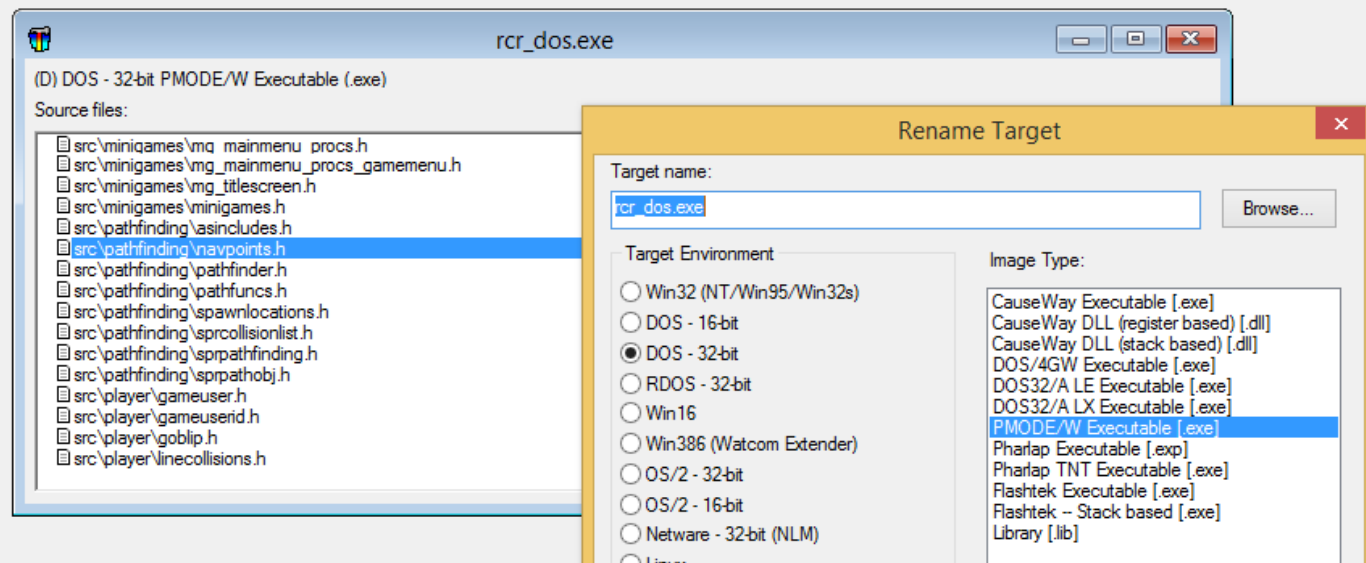 rcr_dos.exe
(D) DOS - 32-bit PMODE/W Executable (.exe)
Source files:
src\minigames\mg_mainmenu_procs.h
src\minigames\mg_mainmenu_procs_gamemenu.h
src\minigames\mg_titlescreen.h
src\minigames\minigames.h
src\pathfinding\asincludes.h
src\pathfinding\navpoints.h
src\pathfinding\pathfinder.h
src\pathfinding\pathfuncs.h
src\pathfinding\spawnlocations.h
src\pathfinding\sprcollisionlist.h
src\pathfinding\sprpathfinding.h
src\pathfinding\sprpathobj.h
src\player\gameuser.h
src\player\gameuserid.h
src\player\goblip.h
src\player\linecollisions.h
Rename Target
Target name:
rcr_dos.exe
Browse...
Target Environment
Win32 (NT/Win95/Win32s)
DOS - 16-bit
DOS - 32-bit
RDOS - 32-bit
Win16
Win386 (Watcom Extender)
OS/2 - 32-bit
OS/2 - 16-bit
Netware - 32-bit (NLM)
Image Type:
CauseWay Executable [.exe]
CauseWay DLL (register based) [.dll]
CauseWay DLL (stack based) [.dll]
DOS/4GW Executable [.exe]
DOS32/A LE Executable [.exe]
DOS32/A LX Executable [.exe]
PMODE/W Executable [.exe]
Pharlap Executable [.exp]
Pharlap TNT Executable [.exe]
Flashtek Executable [.exe]
Flashtek -- Stack based [.exe]
Library [.lib]